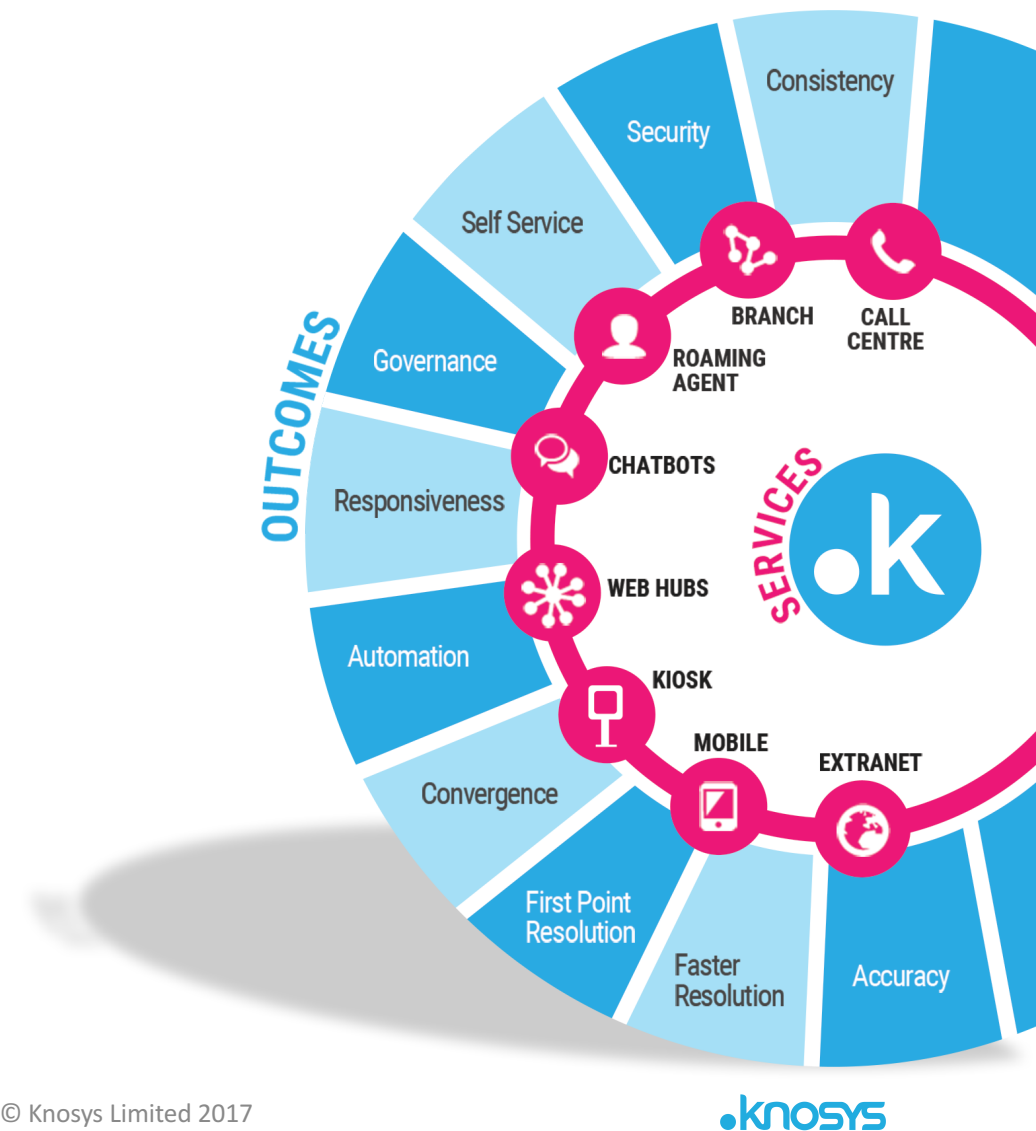 Consistency
Security
Self Service
Governance
Responsiveness
Automation
Convergence
First Point
Resolution
Faster
Resolution
Accuracy
OUTCOMES
BRANCH
CALL
CENTRE
ROAMING
AGENT
CHATBOTS
WEB HUBS
KIOSK
MOBILE
EXTRANET
SERVICES
.k
© Knosys Limited 2017
.knosys